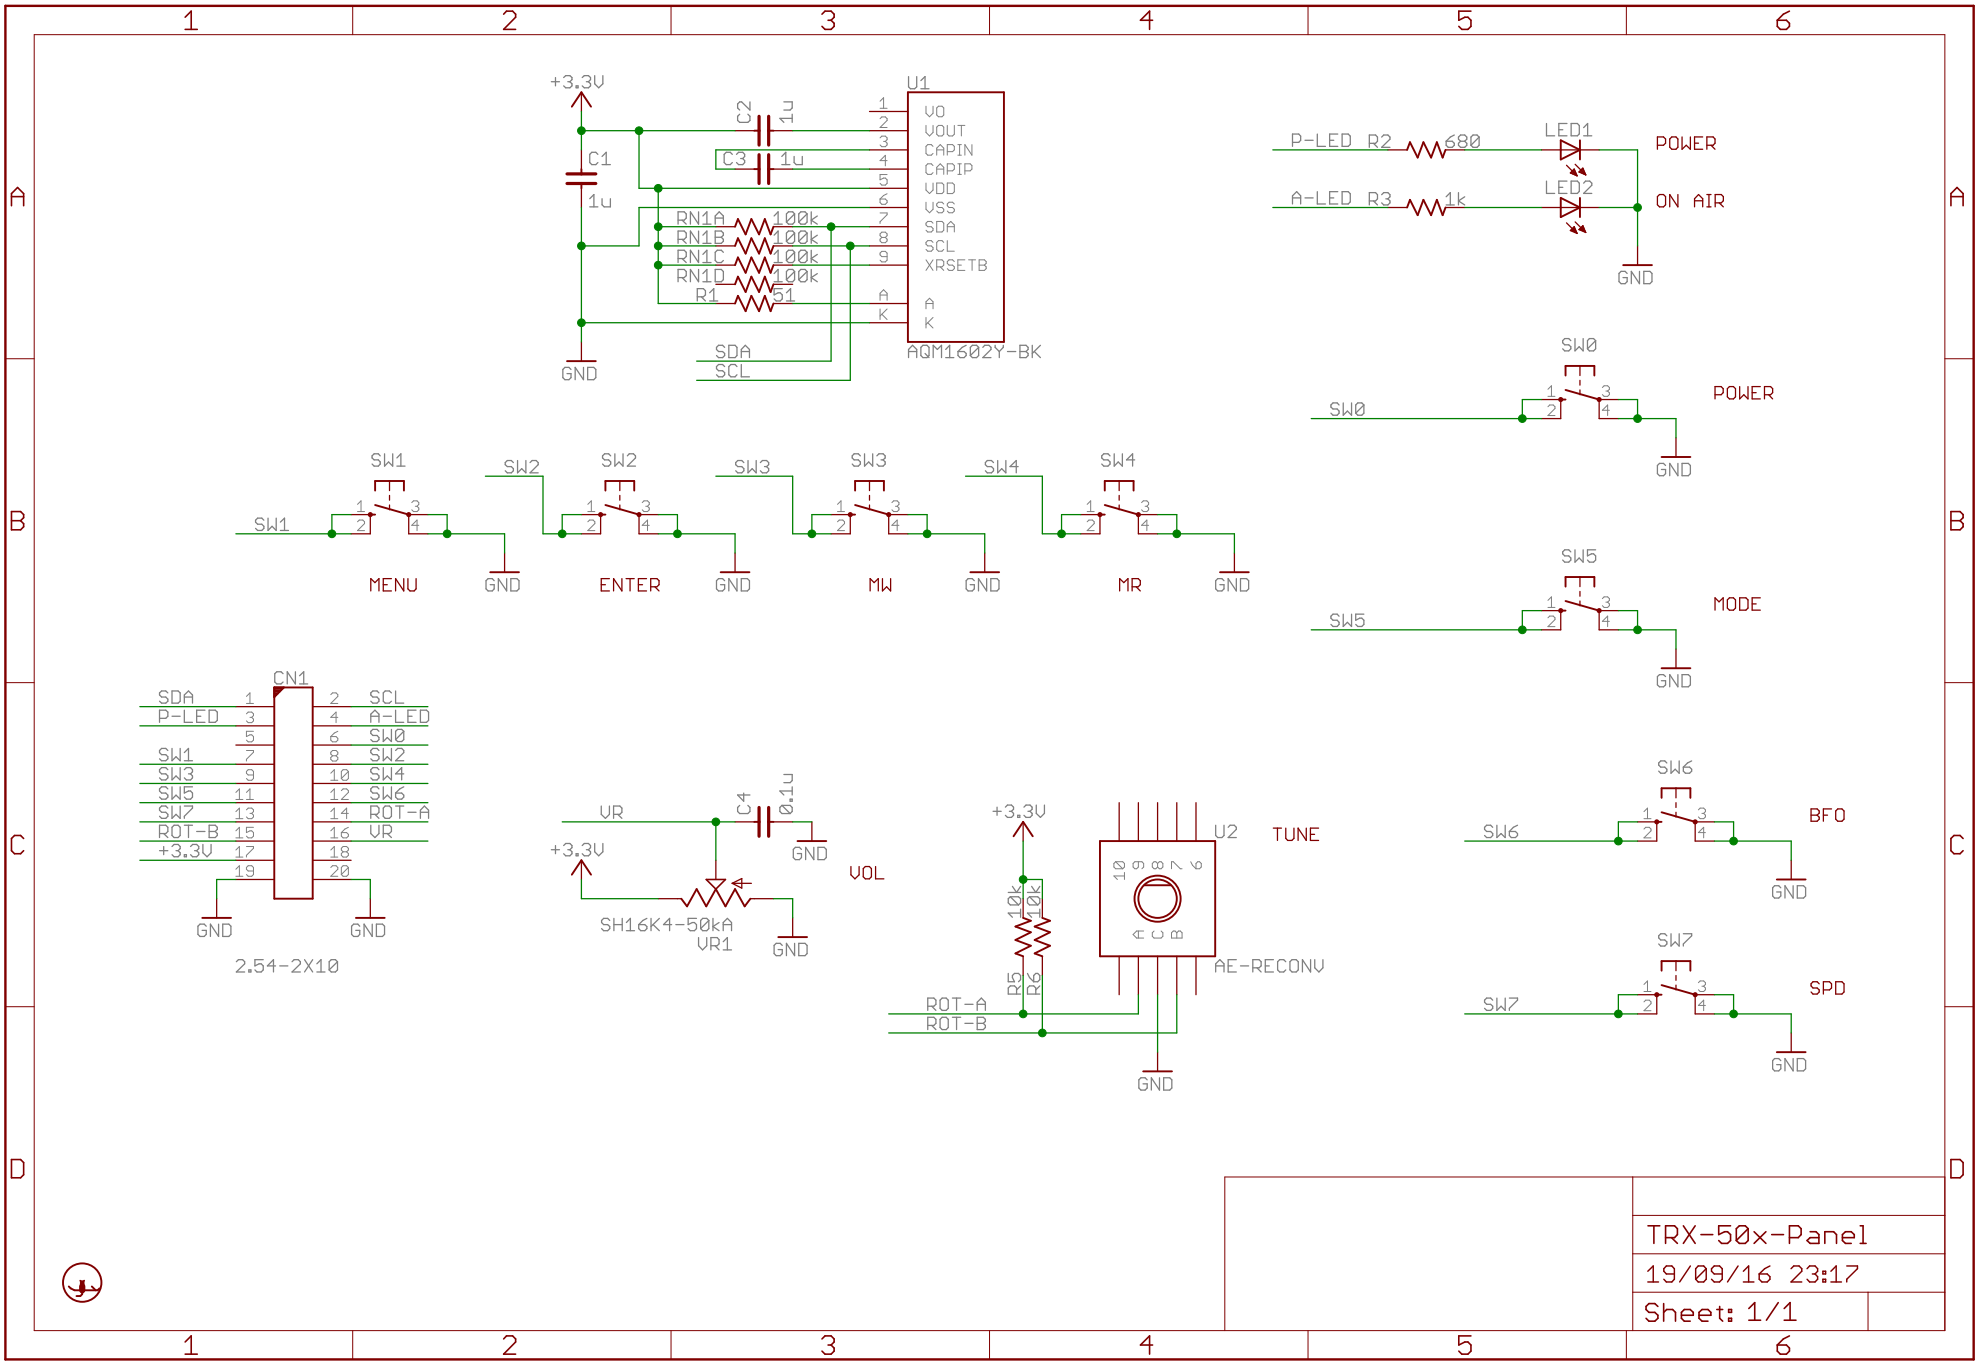 1 2 3 4 5 6
A A
B B
C C
D D
1 2 3 4 5 6
+3.3V
C1
1u
C2
1u
C3 1u
U1
1 VO
2 VOUT
3 CAPIN
4 CAPIP
5 VDD
6 VSS
7 SDA
8 SCL
9 XRSETB
A A
K K
AQM1602Y-BK
RN1A 100k
RN1B 100k
RN1C 100k
RN1D 100k
R1 51
SDA
SCL
GND
P-LED R2 680 LED1 POWER
A-LED R3 1k LED2 ON AIR
GND
SW0
SW0 1 2 3 4 POWER
GND
SW1
SW1 1 2 3 4
GND
MENU
SW2
SW2 1 2 3 4
GND
ENTER
SW3
SW3 1 2 3 4
GND
MW
SW4
SW4 1 2 3 4
GND
MR
SW5
SW5 1 2 3 4 MODE
GND
CN1
SDA 1 2 SCL
P-LED 3 4 A-LED
5 6 SW0
SW1 7 8 SW2
SW3 9 10 SW4
SW5 11 12 SW6
SW7 13 14 ROT-A
ROT-B 15 16 VR
+3.3V 17 18
19 20
GND GND
2.54-2X10
VR
C4
0.1u
GND
+3.3V
VOL
SH16K4-50kA
VR1
GND
+3.3V
10k
10k
R5
R6
ROT-A
ROT-B
U2 TUNE
10 9 8 7 6
A C B
AE-RECONV
GND
SW6
SW6 1 2 3 4 BFO
GND
SW7
SW7 1 2 3 4 SPD
GND
TRX-50x-Panel
19/09/16 23:17
Sheet: 1/1